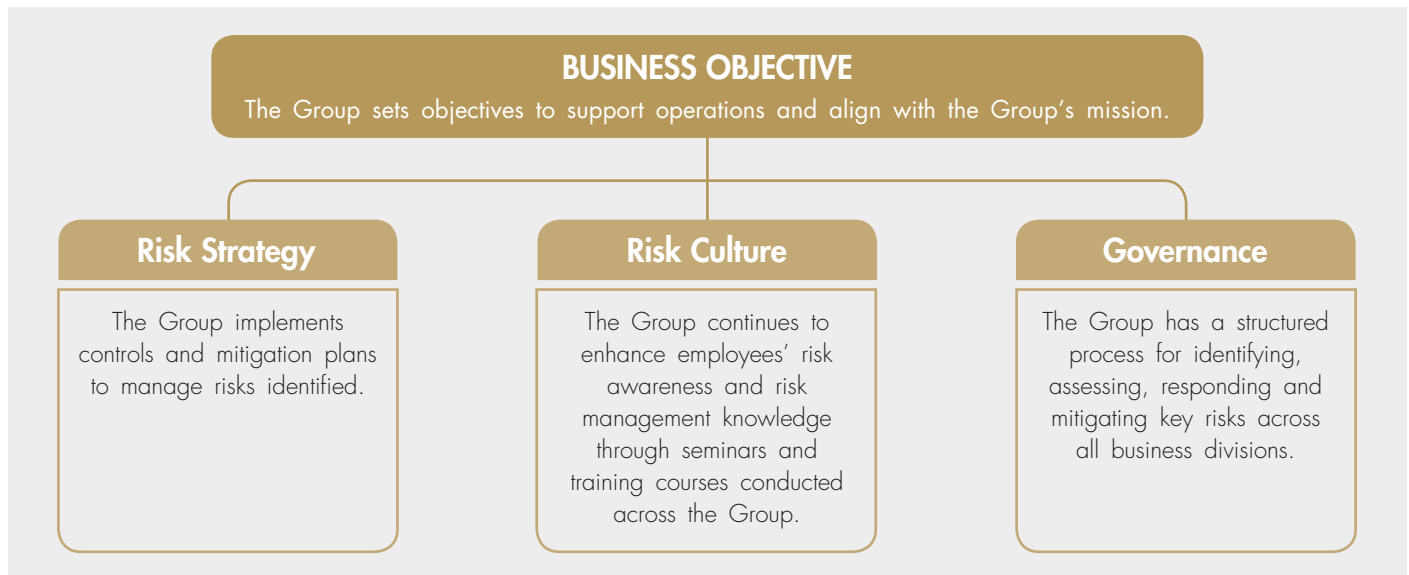 BUSINESS OBJECTIVE
The Group sets objectives to support operations and align with the Group’s mission.
Risk Strategy
The Group implements
controls and mitigation plans
to manage risks identified.
Risk Culture
The Group continues to
enhance employees’ risk
awareness and risk
management knowledge
through seminars and
training courses conducted
across the Group.
Governance
The Group has a structured
process for identifying,
assessing, responding and
mitigating key risks across
all business divisions.